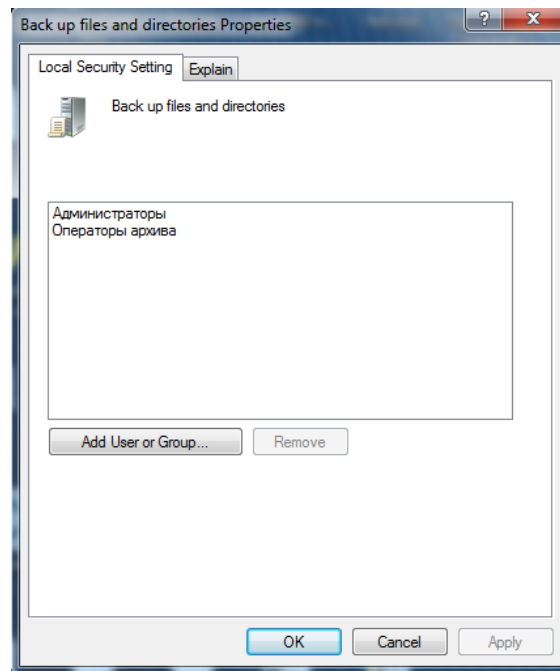 Back up files and directories Properties
?
X
Local Security Setting
Explain
Back up files and directories
Администраторы
Операторы архива
Add User or Group...
Remove
OK
Cancel
Apply